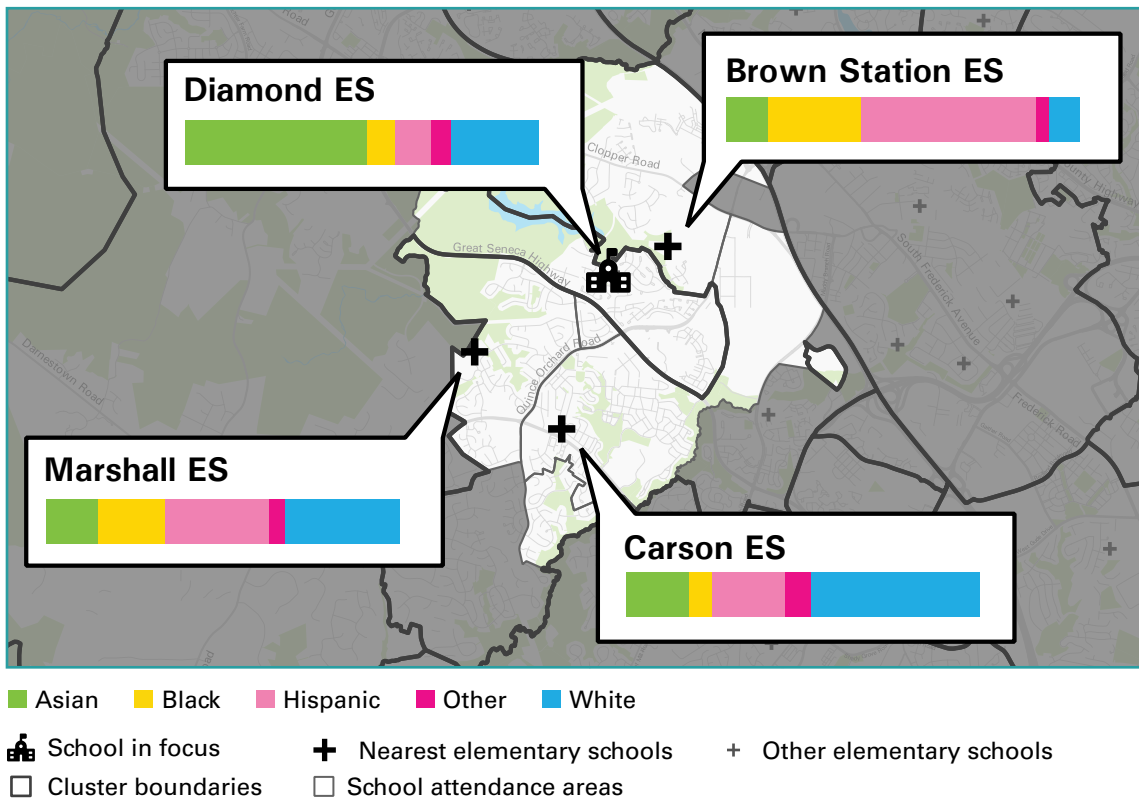 Diamond ES
Brown Station ES
Clopper Road
County Highway
Great Seneca Highway
South Frederick Avenue
Darnestown Road
Quince Orchard Road
Frederick Road
Marshall ES
Carson ES
Asian
Black
Hispanic
Other
White
School in focus
Nearest elementary schools
Other elementary schools
Cluster boundaries
School attendance areas